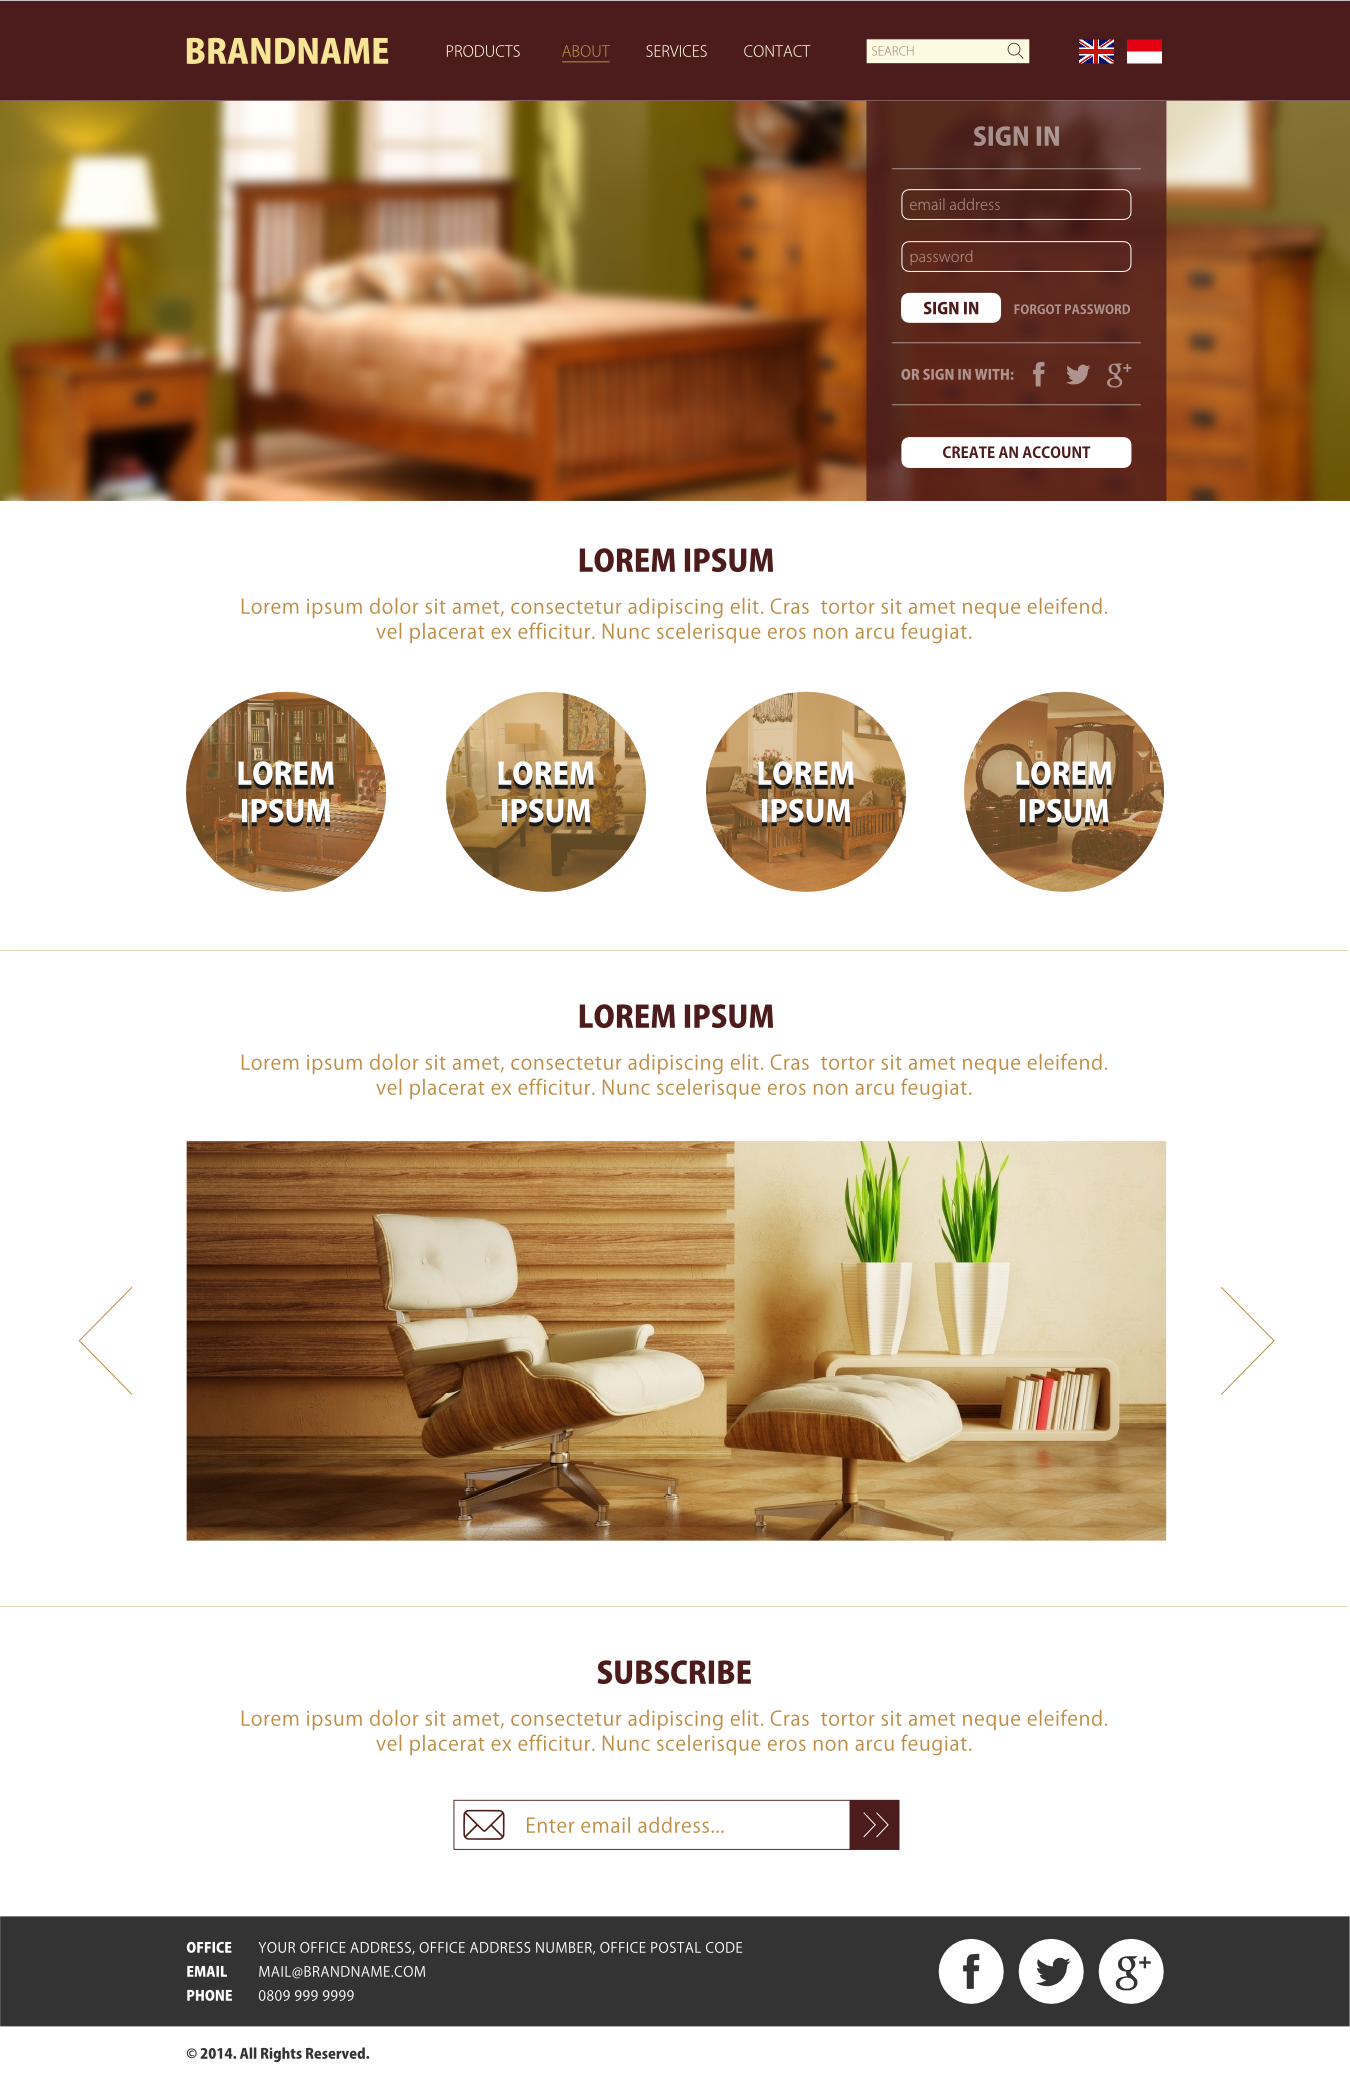 BRANDNAME PRODUCTS ABOUT SERVICES CONTACT SEARCH
SIGN IN
email address
password
SIGN IN FORGOT PASSWORD
OR SIGN IN WITH: f g+
CREATE AN ACCOUNT
LOREM IPSUM
Lorem ipsum dolor sit amet, consectetur adipiscing elit. Cras tortor sit amet neque eleifend.
vel placerat ex efficitur. Nunc scelerisque eros non arcu feugiat.
LOREM
IPSUM
LOREM
IPSUM
LOREM
IPSUM
LOREM
IPSUM
LOREM IPSUM
Lorem ipsum dolor sit amet, consectetur adipiscing elit. Cras tortor sit amet neque eleifend.
vel placerat ex efficitur. Nunc scelerisque eros non arcu feugiat.
SUBSCRIBE
Lorem ipsum dolor sit amet, consectetur adipiscing elit. Cras tortor sit amet neque eleifend.
vel placerat ex efficitur. Nunc scelerisque eros non arcu feugiat.
Enter email address...
OFFICE YOUR OFFICE ADDRESS, OFFICE ADDRESS NUMBER, OFFICE POSTAL CODE
EMAIL MAIL@BRANDNAME.COM
PHONE 0809 999 9999
f g+
© 2014. All Rights Reserved.